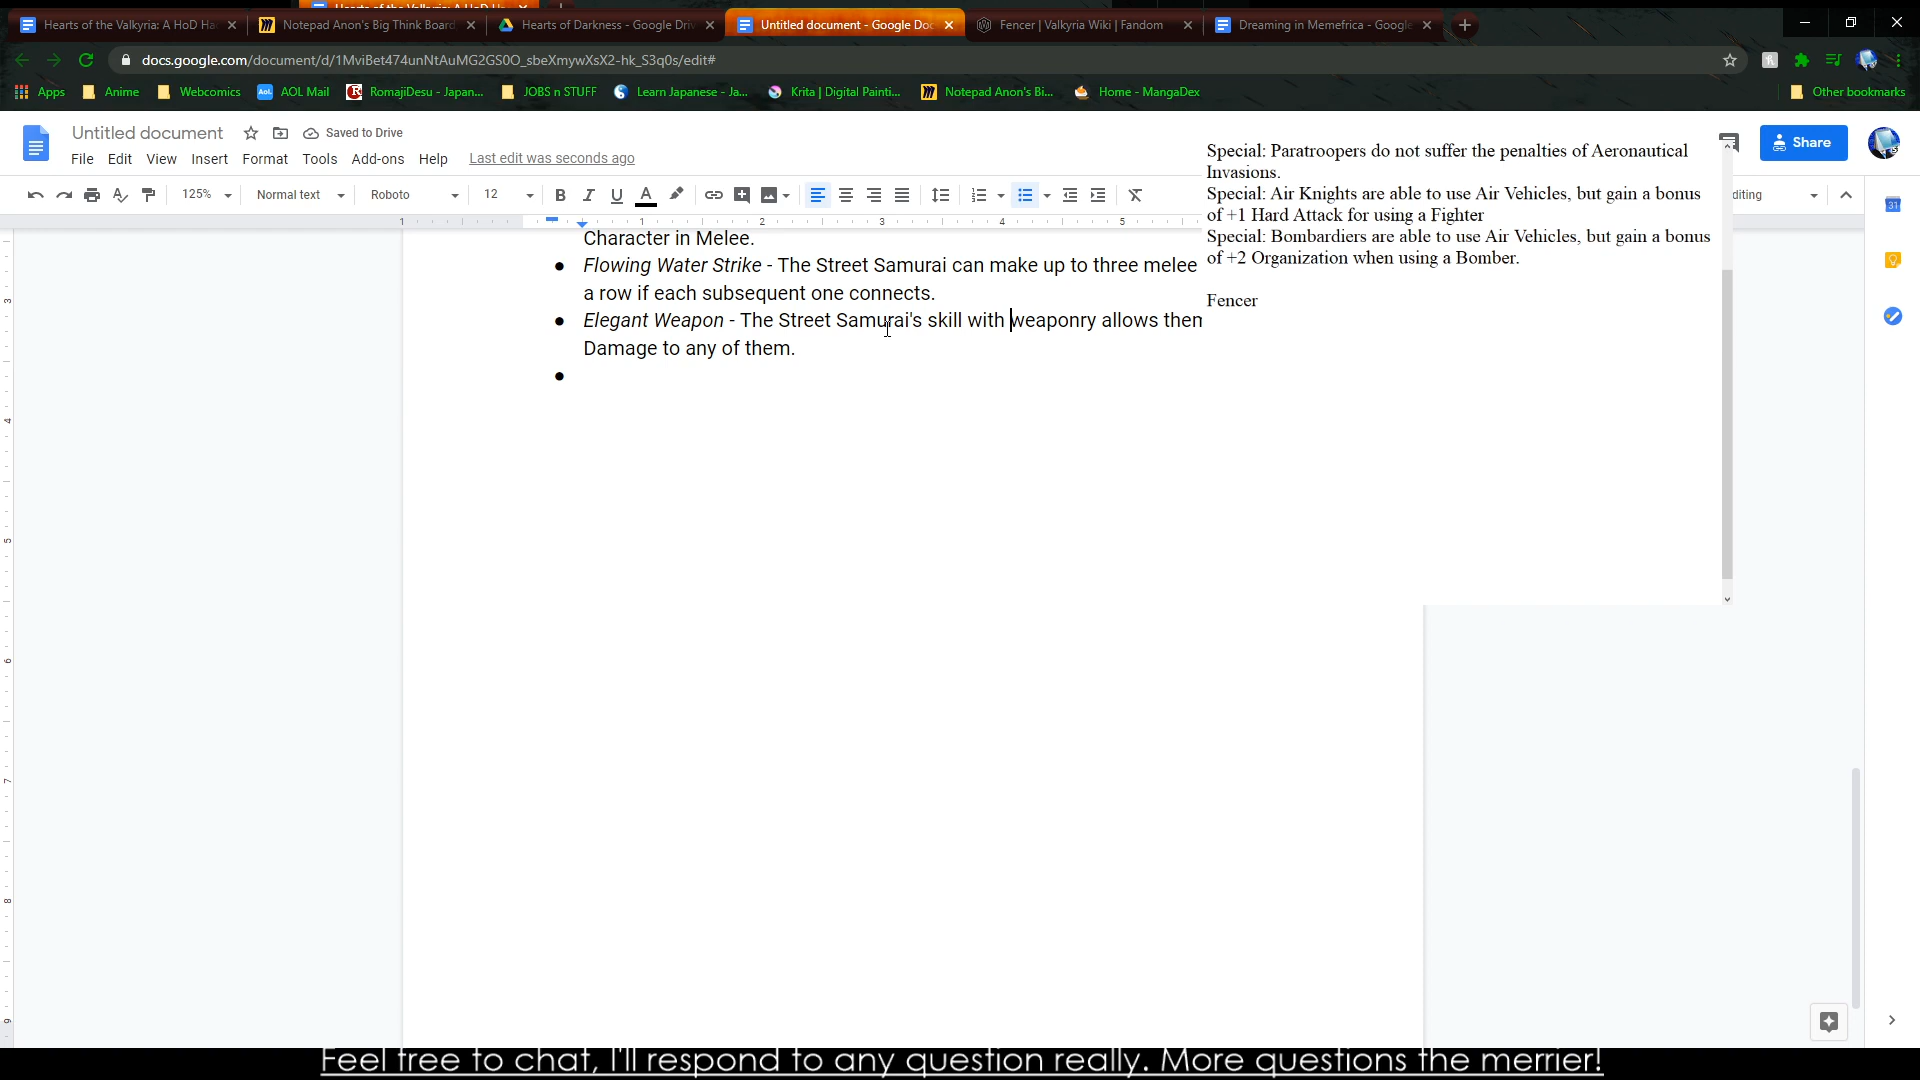 Hearts of the Valkyria: A HoD Ha
Notepad Anon's Big Think Board
Hearts of Darkness - Google Driv
Untitled document - Google Doc
Fencer | Valkyria Wiki | Fandom
Dreaming in Memefrica - Google
docs.google.com/document/d/1MviBet474unNtAuMG2GS0O_sbeXmywXsX2-hk_S3q0s/edit#
Apps
Anime
Webcomics
AOL Mail
RomajiDesu - Japan...
JOBS n STUFF
Learn Japanese - Ja...
Krita | Digital Painti...
Notepad Anon's Bi...
Home - MangaDex
Other bookmarks
Untitled document
Saved to Drive
File Edit View Insert Format Tools Add-ons Help Last edit was seconds ago
Share
125%
Normal text
Roboto
12
diting
Special: Paratroopers do not suffer the penalties of Aeronautical
Invasions.
Special: Air Knights are able to use Air Vehicles, but gain a bonus
of +1 Hard Attack for using a Fighter
Special: Bombardiers are able to use Air Vehicles, but gain a bonus
of +2 Organization when using a Bomber.
Fencer
Character in Melee.
● Flowing Water Strike - The Street Samurai can make up to three melee
a row if each subsequent one connects.
● Elegant Weapon - The Street Samurai's skill with weaponry allows them
Damage to any of them.
●
Feel free to chat, I'll respond to any question really. More questions the merrier!